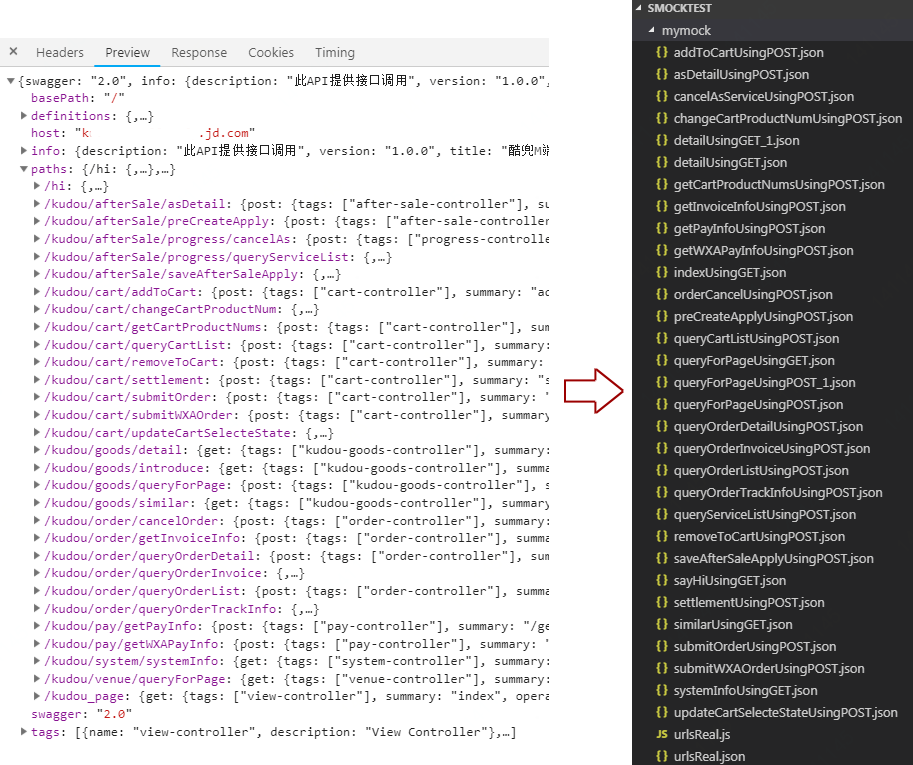 × Headers Preview Response Cookies Timing
{swagger: "2.0", info: {description: "此API提供接口调用", version: "1.0.0",
basePath: "/"
definitions: {,…}
host: "k .jd.com"
info: {description: "此API提供接口调用", version: "1.0.0", title: "酷兜M端
paths: {/hi: {,…},…}
/hi: {,…}
/kudou/afterSale/asDetail: {post: {tags: ["after-sale-controller"], su
/kudou/afterSale/preCreateApply: {post: {tags: ["after-sale-controller
/kudou/afterSale/progress/cancelAs: {post: {tags: ["progress-controlle
/kudou/afterSale/progress/queryServiceList: {,…}
/kudou/afterSale/saveAfterSaleApply: {,…}
/kudou/cart/addToCart: {post: {tags: ["cart-controller"], summary: "ad
/kudou/cart/changeCartProductNum: {,…}
/kudou/cart/getCartProductNums: {post: {tags: ["cart-controller"], sum
/kudou/cart/queryCartList: {post: {tags: ["cart-controller"], summary:
/kudou/cart/removeToCart: {post: {tags: ["cart-controller"], summary:
/kudou/cart/settlement: {post: {tags: ["cart-controller"], summary: "s
/kudou/cart/submitOrder: {post: {tags: ["cart-controller"], summary: "
/kudou/cart/submitWXAOrder: {post: {tags: ["cart-controller"], summary
/kudou/cart/updateCartSelecteState: {,…}
/kudou/goods/detail: {get: {tags: ["kudou-goods-controller"], summary:
/kudou/goods/introduce: {get: {tags: ["kudou-goods-controller"], summa
/kudou/goods/queryForPage: {post: {tags: ["kudou-goods-controller"], s
/kudou/goods/similar: {get: {tags: ["kudou-goods-controller"], summary
/kudou/order/cancelOrder: {post: {tags: ["order-controller"], summary:
/kudou/order/getInvoiceInfo: {post: {tags: ["order-controller"], summa
/kudou/order/queryOrderDetail: {post: {tags: ["order-controller"], sum
/kudou/order/queryOrderInvoice: {,…}
/kudou/order/queryOrderList: {post: {tags: ["order-controller"], summa
/kudou/order/queryOrderTrackInfo: {,…}
/kudou/pay/getPayInfo: {post: {tags: ["pay-controller"], summary: "/ge
/kudou/pay/getWXAPayInfo: {post: {tags: ["pay-controller"], summary: "
/kudou/system/systemInfo: {get: {tags: ["system-controller"], summary:
/kudou/venue/queryForPage: {get: {tags: ["venue-controller"], summary:
/kudou_page: {get: {tags: ["view-controller"], summary: "index", opera
swagger: "2.0"
tags: [{name: "view-controller", description: "View Controller"},…]
SMOCKTEST
mymock
{} addToCartUsingPOST.json
{} asDetailUsingPOST.json
{} cancelAsServiceUsingPOST.json
{} changeCartProductNumUsingPOST.json
{} detailUsingGET_1.json
{} detailUsingGET.json
{} getCartProductNumsUsingPOST.json
{} getInvoiceInfoUsingPOST.json
{} getPayInfoUsingPOST.json
{} getWXAPayInfoUsingPOST.json
{} indexUsingGET.json
{} orderCancelUsingPOST.json
{} preCreateApplyUsingPOST.json
{} queryCartListUsingPOST.json
{} queryForPageUsingGET.json
{} queryForPageUsingPOST_1.json
{} queryForPageUsingPOST.json
{} queryOrderDetailUsingPOST.json
{} queryOrderInvoiceUsingPOST.json
{} queryOrderListUsingPOST.json
{} queryOrderTrackInfoUsingPOST.json
{} queryServiceListUsingPOST.json
{} removeToCartUsingPOST.json
{} saveAfterSaleApplyUsingPOST.json
{} sayHiUsingGET.json
{} settlementUsingPOST.json
{} similarUsingGET.json
{} submitOrderUsingPOST.json
{} submitWXAOrderUsingPOST.json
{} systemInfoUsingGET.json
{} updateCartSelecteStateUsingPOST.json
JS urlsReal.js
{} urlsReal.json